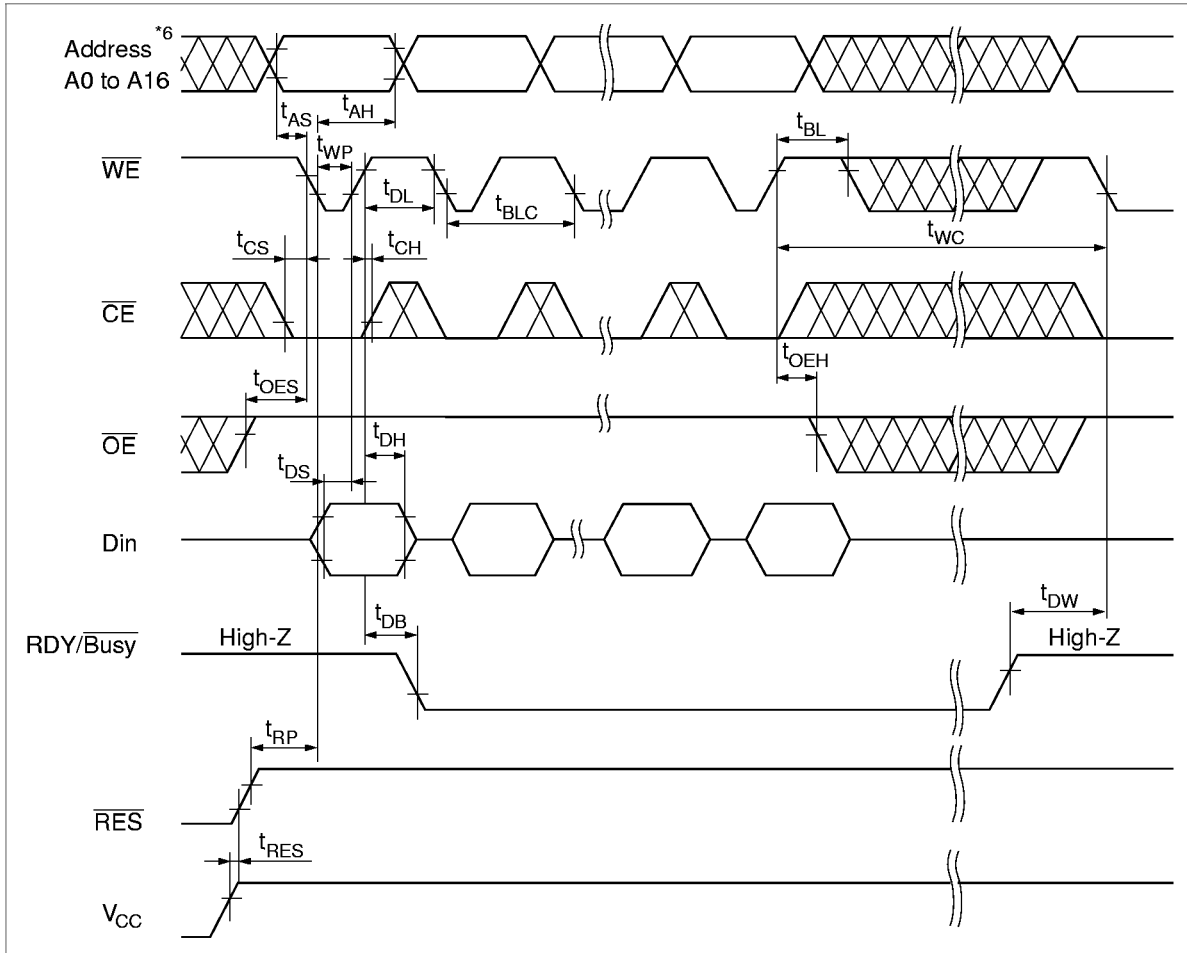 Address *6
A0 to A16
tAS
tAH
tBL
WE
tWP
tDL
tBLC
tWC
tCS
tCH
CE
tOEH
tOES
OE
tDH
tDS
Din
tDB
tDW
RDY/Busy
High-Z
High-Z
tRP
RES
tRES
VCC